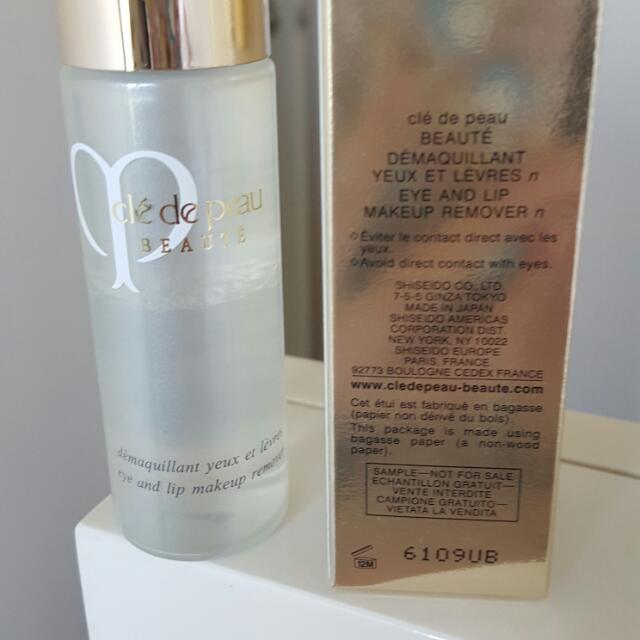 clé de peau
BEAUTÉ
démaquillant yeux et lèvres
eye and lip makeup remover
clé de peau
BEAUTÉ
DÉMAQUILLANT
YEUX ET LÈVRES n
EYE AND LIP
MAKEUP REMOVER n
◇Éviter le contact direct avec les
yeux.
◇Avoid direct contact with eyes.
SHISEIDO CO., LTD.
7-5-5 GINZA TOKYO
MADE IN JAPAN
SHISEIDO AMERICAS
CORPORATION DIST.
NEW YORK, NY 10022
SHISEIDO EUROPE
PARIS, FRANCE
92773 BOULOGNE CEDEX FRANCE
www.cledepeau-beaute.com
Cet étui est fabriqué en bagasse
(papier non dérivé du bois).
This package is made using
bagasse paper (a non-wood
paper).
SAMPLE—NOT FOR SALE
ECHANTILLON GRATUIT—
VENTE INTERDITE
CAMPIONE GRATUITO—
VIETATA LA VENDITA
12M
6109UB